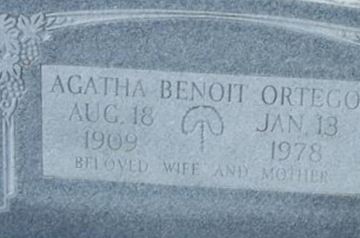 AGATHA BENOIT ORTEGO
AUG. 18 JAN. 13
1909 1978
BELOVED WIFE AND MOTHER